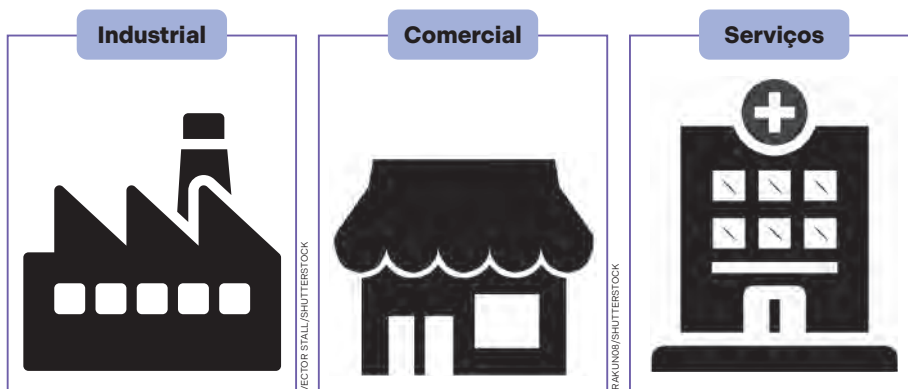 Industrial
Comercial
Serviços
VECTOR STALL/SHUTTERSTOCK
RAKUN08/SHUTTERSTOCK